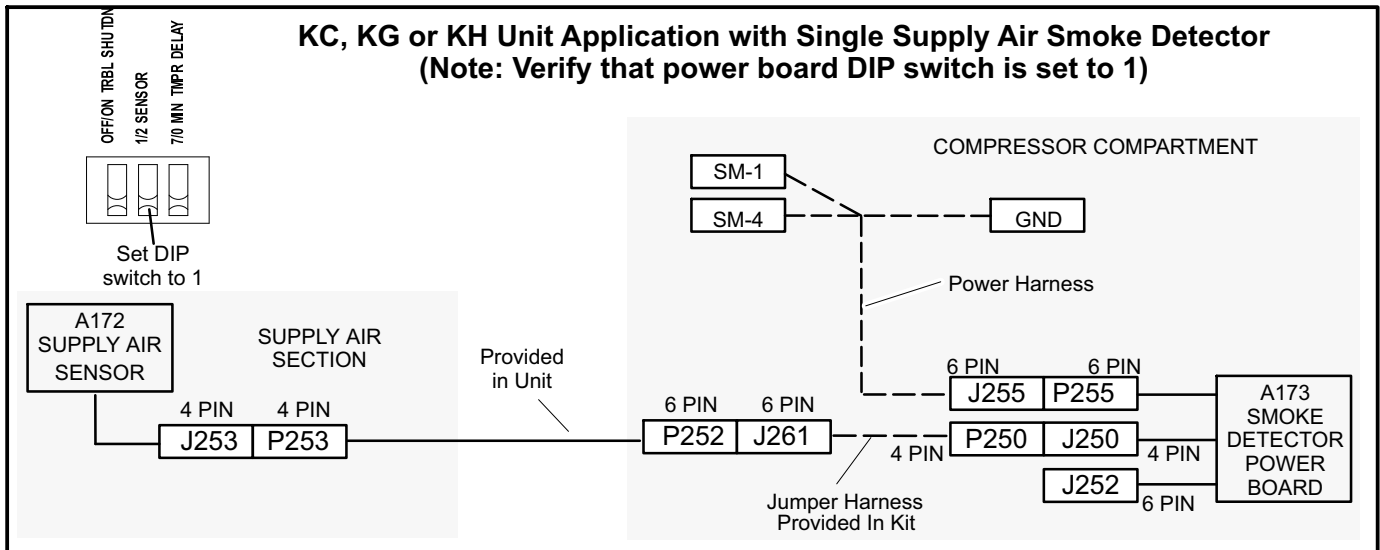 KC, KG or KH Unit Application with Single Supply Air Smoke Detector
(Note: Verify that power board DIP switch is set to 1)
OFF/ON TRBL SHUTDN
1/2 SENSOR
7/0 MIN TMPR DELAY
Set DIP
switch to 1
A172
SUPPLY AIR
SENSOR
SUPPLY AIR
SECTION
4 PIN
4 PIN
J253
P253
Provided
in Unit
COMPRESSOR COMPARTMENT
SM-1
SM-4
GND
Power Harness
6 PIN
6 PIN
J255
P255
6 PIN
6 PIN
P252
J261
4 PIN
P250
J250
4 PIN
J252
6 PIN
A173
SMOKE
DETECTOR
POWER
BOARD
Jumper Harness
Provided In Kit